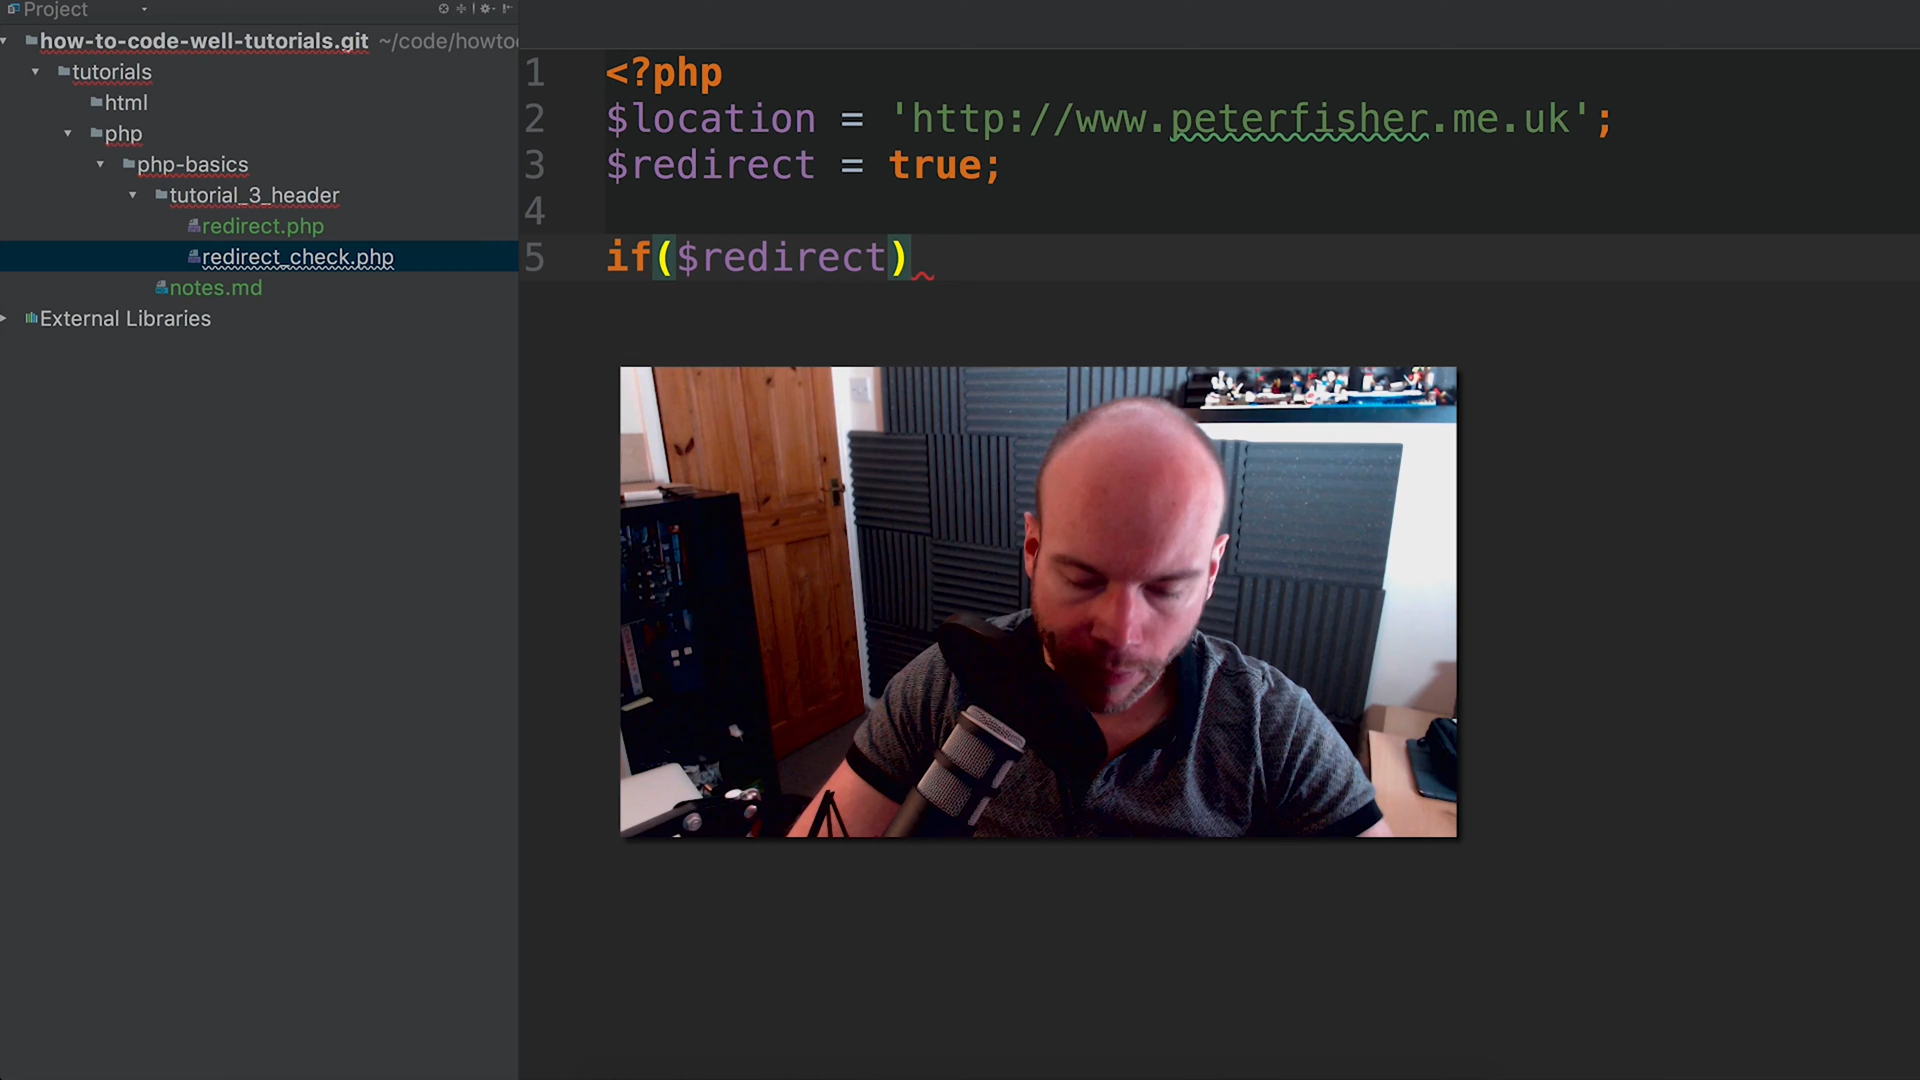 Project
how-to-code-well-tutorials.git ~/code/howtoc
tutorials
html
php
php-basics
tutorial_3_header
redirect.php
redirect_check.php
notes.md
External Libraries
1 <?php
2 $location = 'http://www.peterfisher.me.uk';
3 $redirect = true;
4
5 if($redirect)